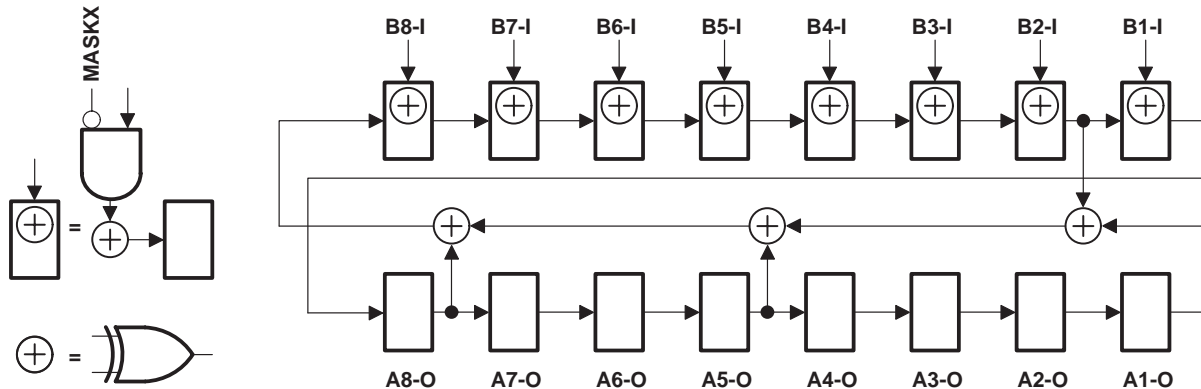 B8-I B7-I B6-I B5-I B4-I B3-I B2-I B1-I
MASKX
=
=
A8-O A7-O A6-O A5-O A4-O A3-O A2-O A1-O